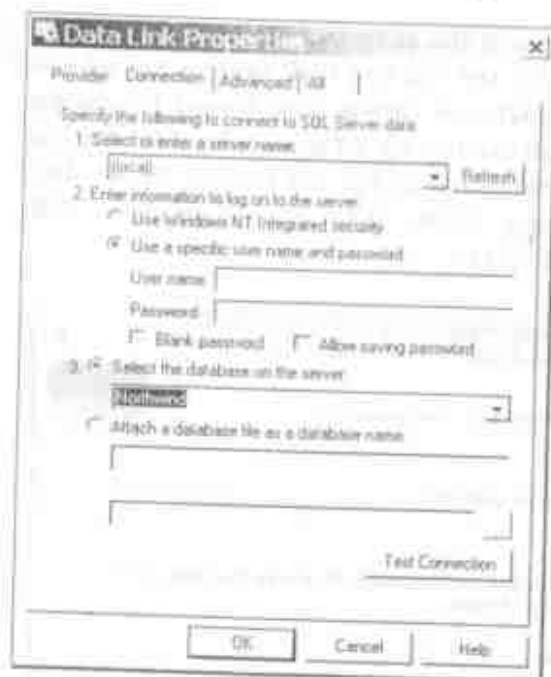 Data Link Properties
Provider Connection Advanced All
Specify the following to connect to SQL Server data:
1. Select or enter a server name:
(local) Refresh
2. Enter information to log on to the server:
Use Windows NT Integrated security
Use a specific user name and password:
User name:
Password:
Blank password Allow saving password
3. Select the database on the server:
Northwind
Attach a database file as a database name:
Test Connection
OK Cancel Help